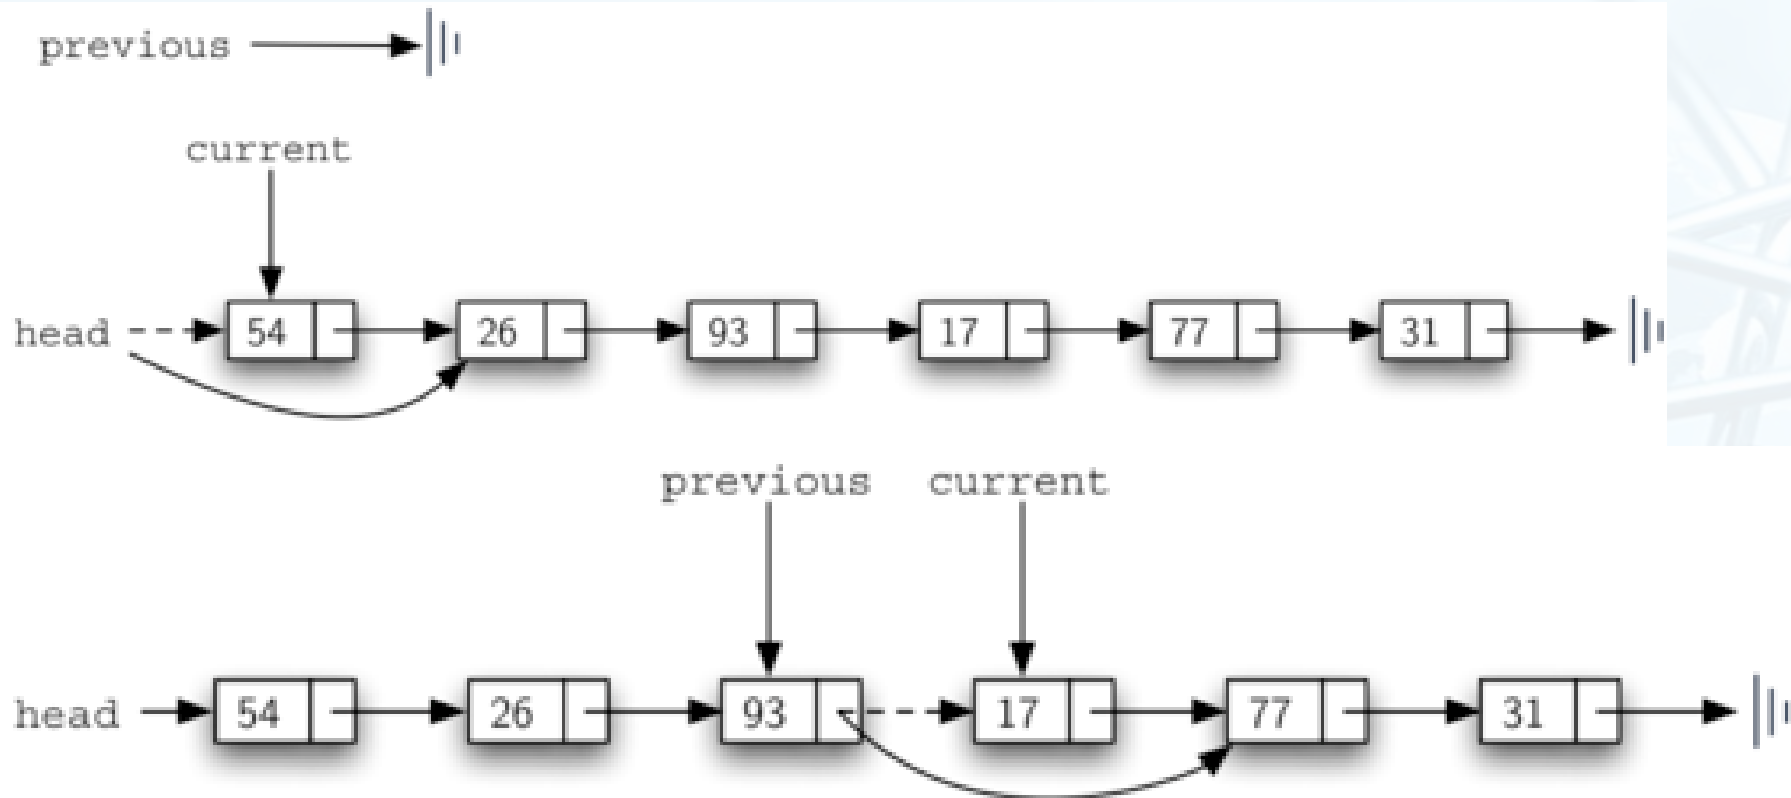 previous
current
head 54 26 93 17 77 31
previous current
head 54 26 93 17 77 31